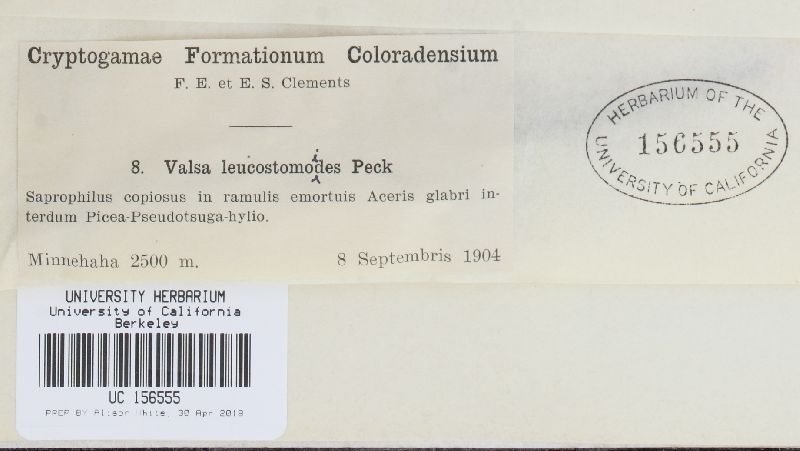 Cryptogamae Formationum Coloradensium
F. E. et E. S. Clements
8. Valsa leucostomoides Peck
Saprophilus copiosus in ramulis emortuis Aceris glabri in-
terdum Picea-Pseudotsuga-hylio.
Minnehaha 2500 m. 8 Septembris 1904
HERBARIUM OF THE
156555
UNIVERSITY OF CALIFORNIA
UNIVERSITY HERBARIUM
University of California
Berkeley
UC 156555
PREP BY Alison White, 30 Apr 2019